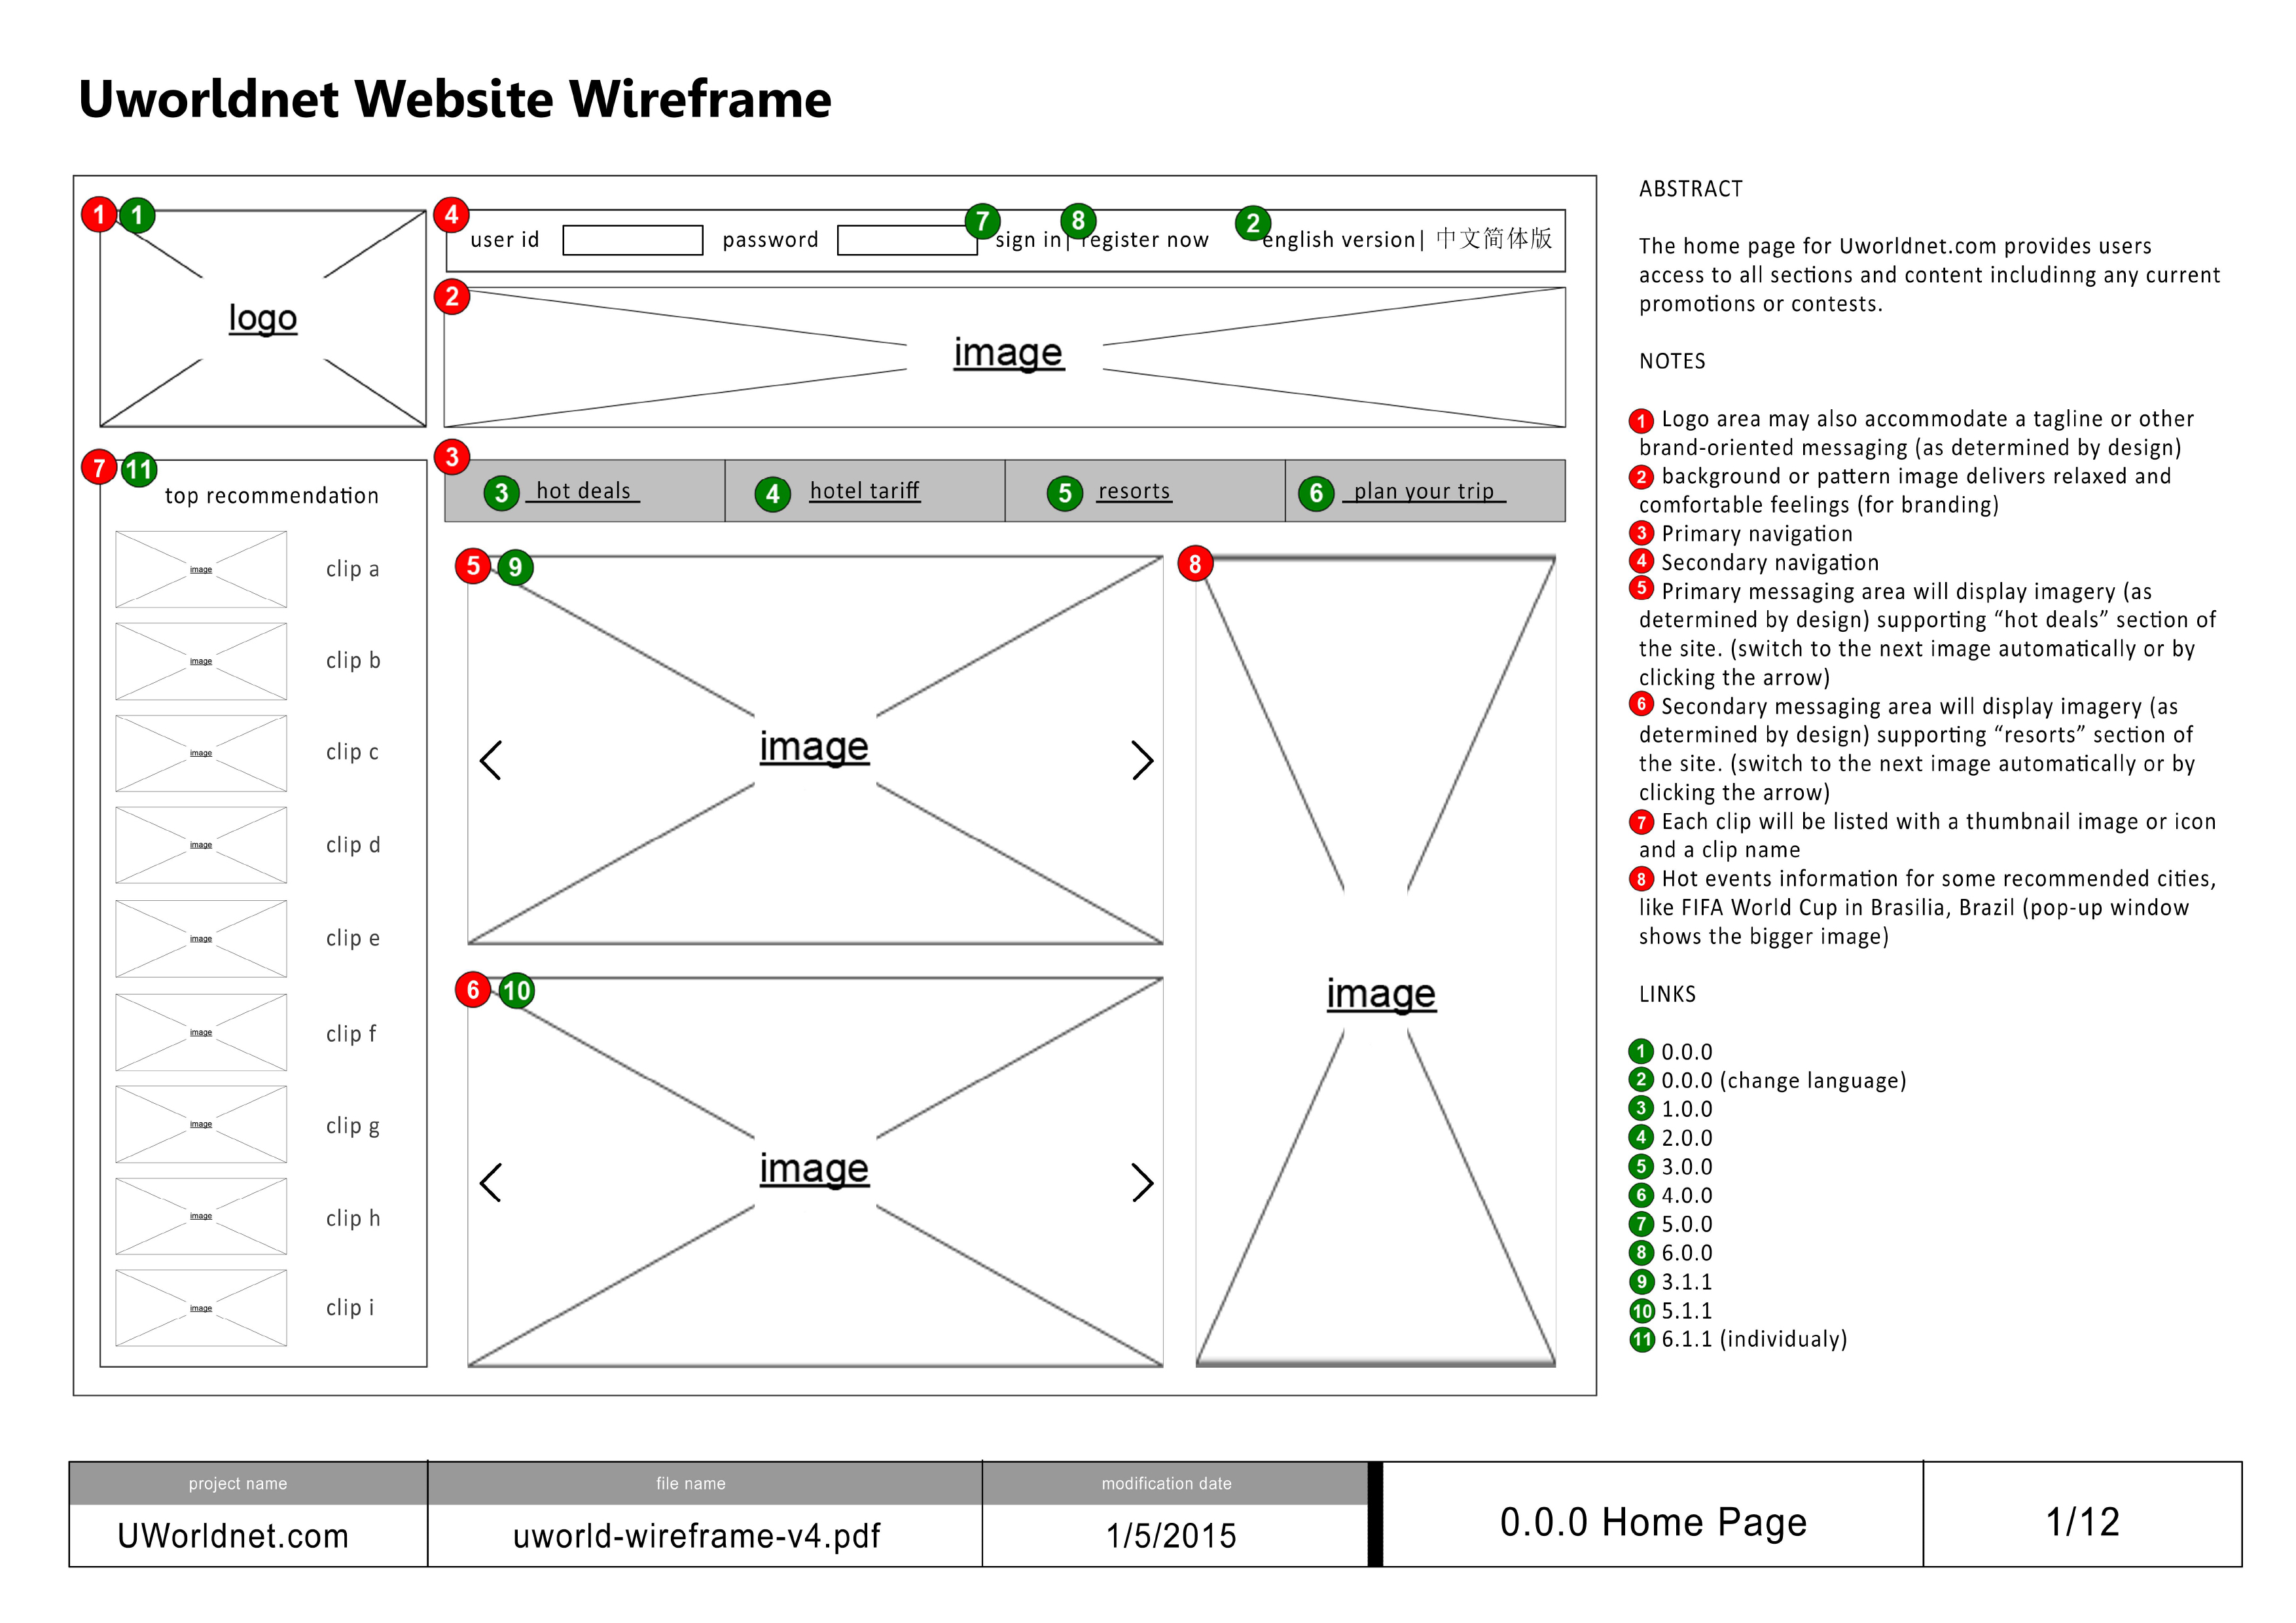 Uworldnet Website Wireframe
1 1
logo
4 user id password 7 sign in| 8 register now 2 english version| 中文简体版
2
image
3
3 hot deals 4 hotel tariff 5 resorts 6 plan your trip
7 11
top recommendation
image clip a
image clip b
image clip c
image clip d
image clip e
image clip f
image clip g
image clip h
image clip i
5 9
image
6 10
image
8
image
ABSTRACT
The home page for Uworldnet.com provides users
access to all sections and content includinng any current
promotions or contests.
NOTES
1 Logo area may also accommodate a tagline or other
brand-oriented messaging (as determined by design)
2 background or pattern image delivers relaxed and
comfortable feelings (for branding)
3 Primary navigation
4 Secondary navigation
5 Primary messaging area will display imagery (as
determined by design) supporting “hot deals” section of
the site. (switch to the next image automatically or by
clicking the arrow)
6 Secondary messaging area will display imagery (as
determined by design) supporting “resorts” section of
the site. (switch to the next image automatically or by
clicking the arrow)
7 Each clip will be listed with a thumbnail image or icon
and a clip name
8 Hot events information for some recommended cities,
like FIFA World Cup in Brasilia, Brazil (pop-up window
shows the bigger image)
LINKS
1 0.0.0
2 0.0.0 (change language)
3 1.0.0
4 2.0.0
5 3.0.0
6 4.0.0
7 5.0.0
8 6.0.0
9 3.1.1
10 5.1.1
11 6.1.1 (individualy)
project name file name modification date
UWorldnet.com uworld-wireframe-v4.pdf 1/5/2015 0.0.0 Home Page 1/12